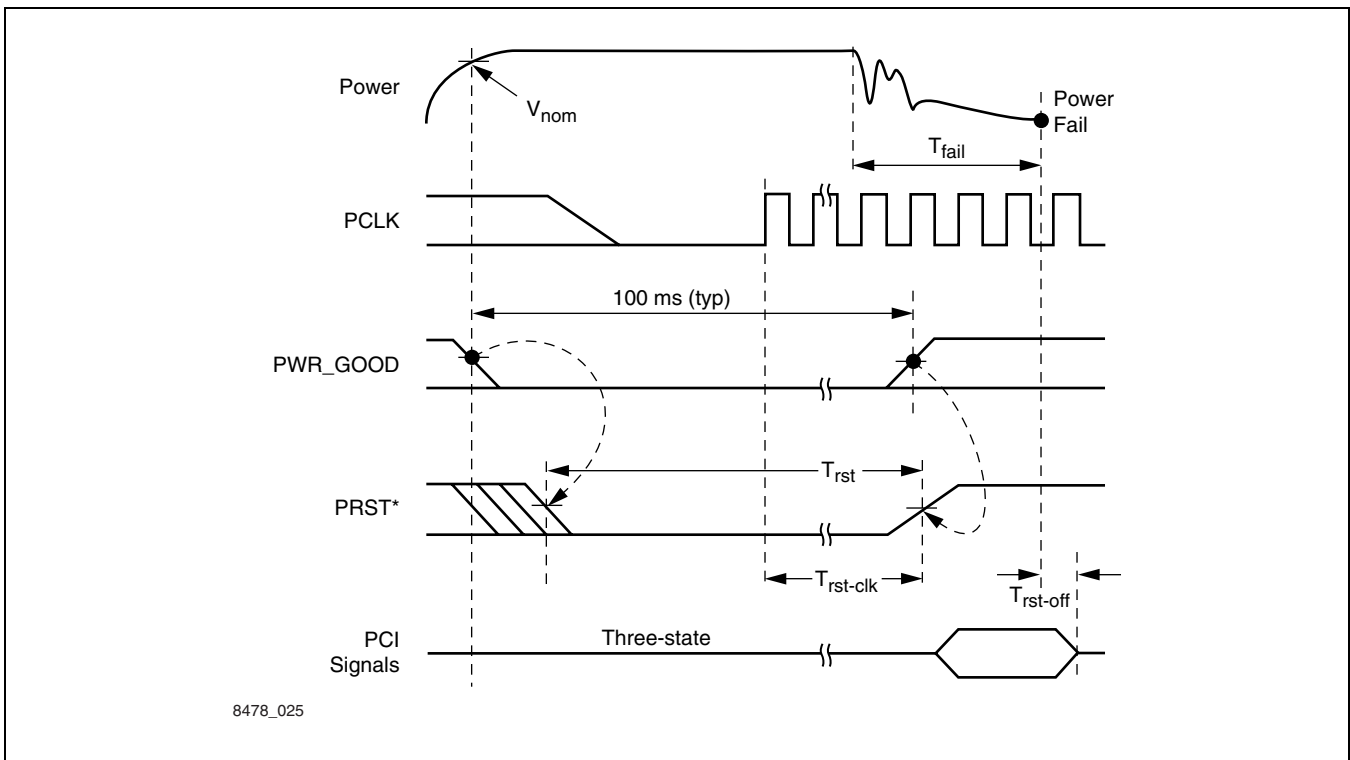 Power
V_nom
Power
Fail
T_fail
PCLK
100 ms (typ)
PWR_GOOD
T_rst
PRST*
T_rst-clk
T_rst-off
PCI
Signals
Three-state
8478_025